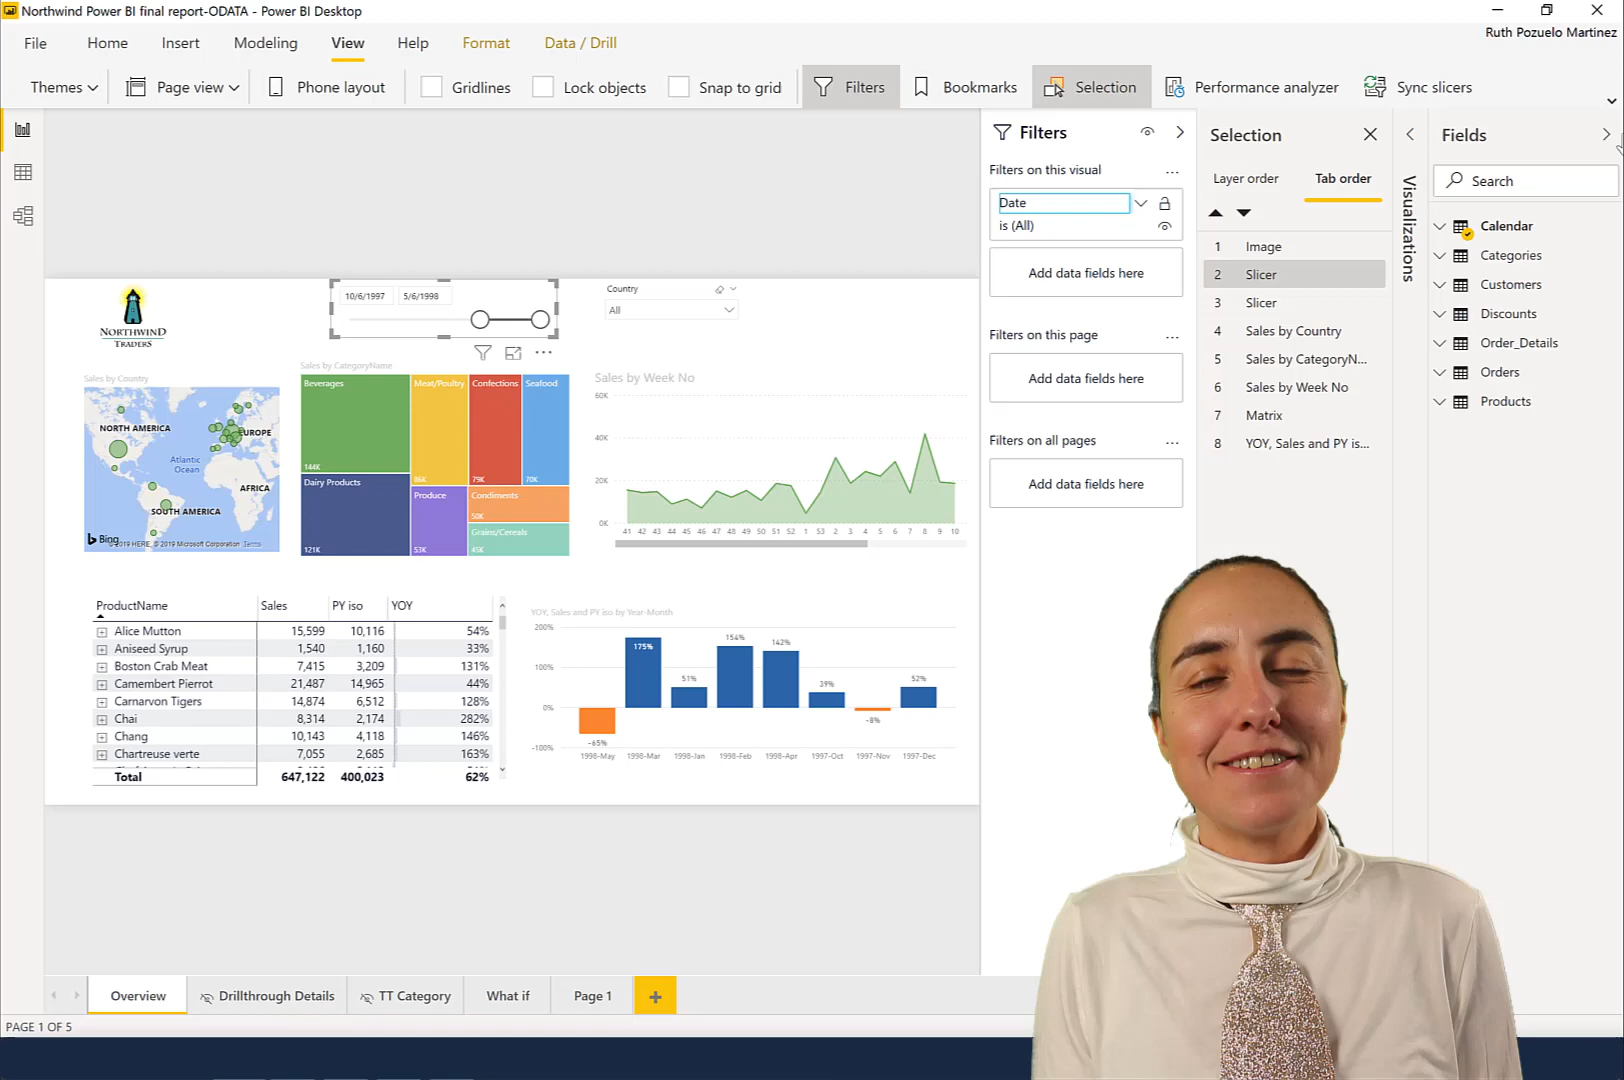 Northwind Power BI final report-ODATA - Power BI Desktop
Ruth Pozuelo Martinez
File Home Insert Modeling View Help Format Data / Drill
Themes Page view Phone layout Gridlines Lock objects Snap to grid Filters Bookmarks Selection Performance analyzer Sync slicers
Filters
Filters on this visual ...
Date
is (All)
Add data fields here
Filters on this page ...
Add data fields here
Filters on all pages ...
Add data fields here
Selection
Layer order Tab order
1 Image
2 Slicer
3 Slicer
4 Sales by Country
5 Sales by CategoryN...
6 Sales by Week No
7 Matrix
8 YOY, Sales and PY is...
Visualizations
Fields
Search
Calendar
Categories
Customers
Discounts
Order_Details
Orders
Products
NORTHWIND
TRADERS
10/6/1997 5/6/1998
Country
All
Sales by Country
NORTH AMERICA
EUROPE
Atlantic
Ocean
AFRICA
SOUTH AMERICA
Bing
© 2019 HERE, © 2019 Microsoft Corporation Terms
Sales by CategoryName
Beverages
144K
Meat/Poultry
86K
Confections
79K
Seafood
70K
Dairy Products
121K
Produce
53K
Condiments
50K
Grains/Cereals
45K
Sales by Week No
60K
40K
20K
0K
41 42 43 44 45 46 47 48 49 50 51 52 1 53 2 3 4 5 6 7 8 9 10
ProductName Sales PY iso YOY
Alice Mutton 15,599 10,116 54%
Aniseed Syrup 1,540 1,160 33%
Boston Crab Meat 7,415 3,209 131%
Camembert Pierrot 21,487 14,965 44%
Carnarvon Tigers 14,874 6,512 128%
Chai 8,314 2,174 282%
Chang 10,143 4,118 146%
Chartreuse verte 7,055 2,685 163%
Total 647,122 400,023 62%
YOY, Sales and PY iso by Year-Month
200%
100%
0%
-100%
-65%
175%
51%
154%
142%
39%
-8%
52%
1998-May 1998-Mar 1998-Jan 1998-Feb 1998-Apr 1997-Oct 1997-Nov 1997-Dec
Overview Drillthrough Details TT Category What if Page 1 +
PAGE 1 OF 5